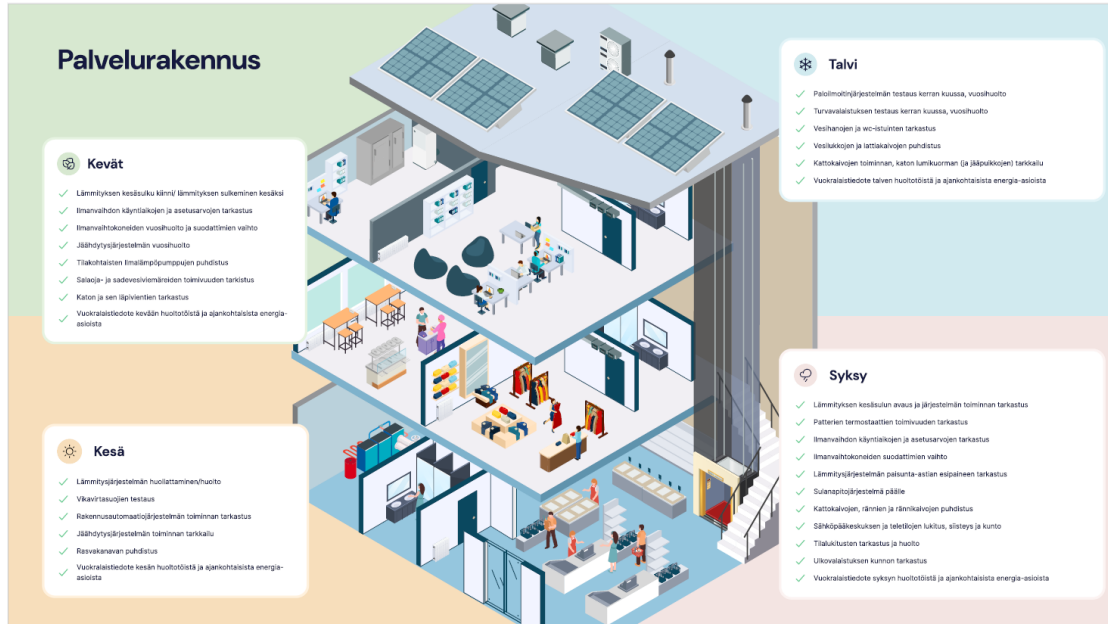 Palvelurakennus
Kevät
Lämmityksen kesäsulku kiinni/ lämmityksen sulkeminen kesäksi
Ilmanvaihdon käyntiaikojen ja asetusarvojen tarkastus
Ilmanvaihtokoneiden vuosihuolto ja suodattimien vaihto
Jäähdytysjärjestelmän vuosihuolto
Tilakohtaisten ilmalämpöpumppujen puhdistus
Salaoja- ja sadevesiviemäreiden toimivuuden tarkistus
Katon ja sen läpivientien tarkastus
Vuokralaistiedote kevään huoltotöistä ja ajankohtaisista energia-
asioista
Kesä
Lämmitysjärjestelmän huollattaminen/huolto
Vikavirtasuojien testaus
Rakennusautomaatiojärjestelmän toiminnan tarkastus
Jäähdytysjärjestelmän toiminnan tarkkailu
Rasvakanavan puhdistus
Vuokralaistiedote kesän huoltotöistä ja ajankohtaisista energia-
asioista
Talvi
Paloilmoitinjärjestelmän testaus kerran kuussa, vuosihuolto
Turvavalaistuksen testaus kerran kuussa, vuosihuolto
Vesihanojen ja wc-istuinten tarkastus
Vesilukkojen ja lattiakaivojen puhdistus
Kattokaivojen toiminnan, katon lumikuorman (ja jääpuikkojen) tarkkailu
Vuokralaistiedote talven huoltotöistä ja ajankohtaisista energia-asioista
Syksy
Lämmityksen kesäsulun avaus ja järjestelmän toiminnan tarkastus
Patterien termostaattien toimivuuden tarkastus
Ilmanvaihdon käyntiaikojen ja asetusarvojen tarkastus
Ilmanvaihtokoneiden suodattimien vaihto
Lämmitysjärjestelmän paisunta-astian esipaineen tarkastus
Sulanapitojärjestelmä päälle
Kattokaivojen, rännien ja rännikaivojen puhdistus
Sähköpääkeskuksen ja teletilojen lukitus, siisteys ja kunto
Tilalukitusten tarkastus ja huolto
Ulkovalaistuksen kunnon tarkastus
Vuokralaistiedote syksyn huoltotöistä ja ajankohtaisista energia-asioista